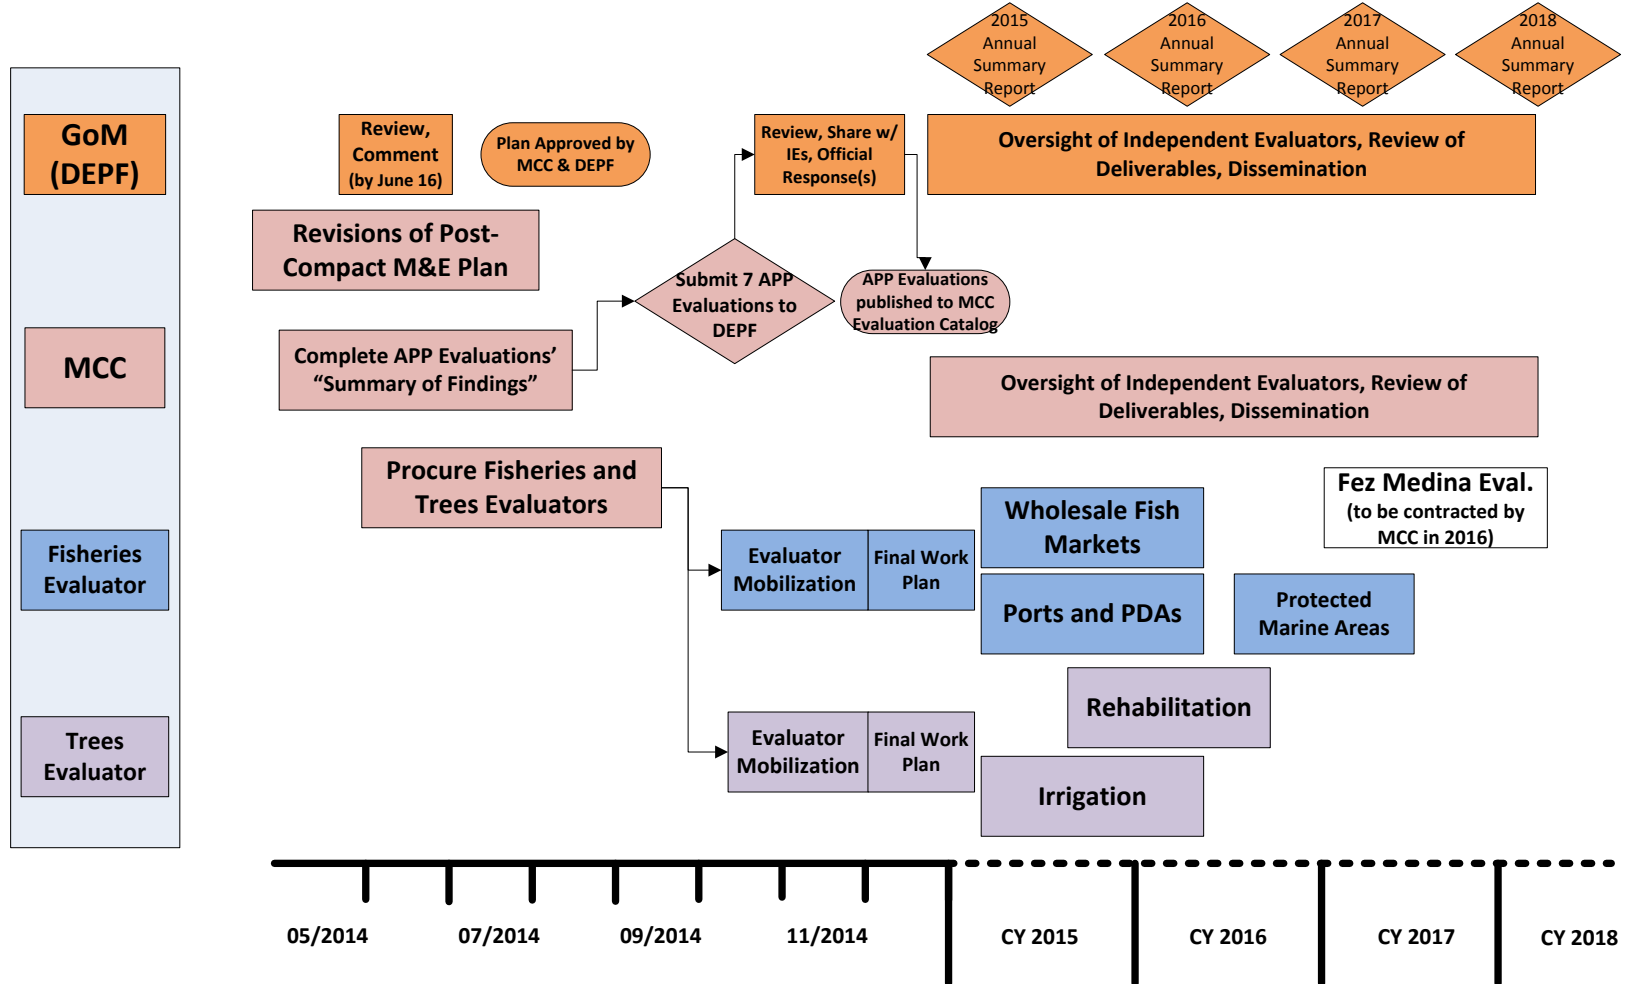 2015
Annual
Summary
Report
2016
Annual
Summary
Report
2017
Annual
Summary
Report
2018
Annual
Summary
Report
GoM
(DEPF)
Review,
Comment
(by June 16)
Plan Approved by
MCC & DEPF
Review, Share w/
IEs, Official
Response(s)
Oversight of Independent Evaluators, Review of
Deliverables, Dissemination
Revisions of Post-
Compact M&E Plan
Submit 7 APP
Evaluations to
DEPF
APP Evaluations
published to MCC
Evaluation Catalog
MCC
Complete APP Evaluations’
“Summary of Findings”
Oversight of Independent Evaluators, Review of
Deliverables, Dissemination
Procure Fisheries and
Trees Evaluators
Fez Medina Eval.
(to be contracted by
MCC in 2016)
Fisheries
Evaluator
Evaluator
Mobilization
Final Work
Plan
Wholesale Fish
Markets
Ports and PDAs
Protected
Marine Areas
Trees
Evaluator
Evaluator
Mobilization
Final Work
Plan
Rehabilitation
Irrigation
05/2014
07/2014
09/2014
11/2014
CY 2015
CY 2016
CY 2017
CY 2018